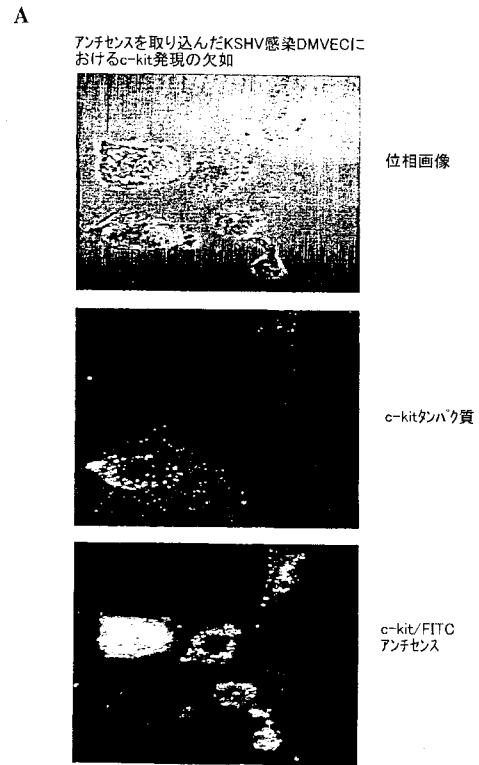 A
アンチセンスを取り込んだKSHV感染DMVECに
おけるc-kit発現の欠如
位相画像
c-kitタンパク質
c-kit/FITC
アンチセンス